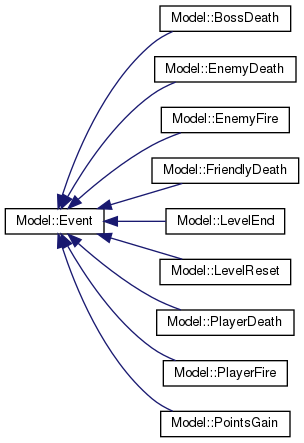 Model::BossDeath
Model::EnemyDeath
Model::EnemyFire
Model::FriendlyDeath
Model::Event
Model::LevelEnd
Model::LevelReset
Model::PlayerDeath
Model::PlayerFire
Model::PointsGain